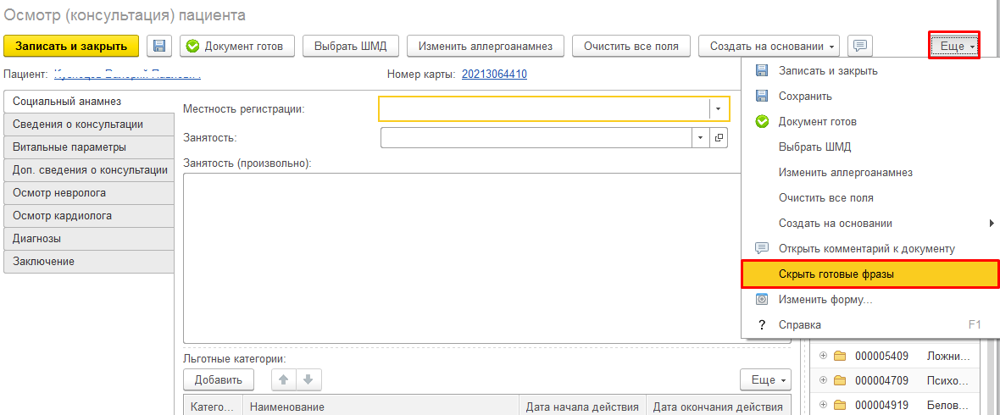 Осмотр (консультация) пациента
Записать и закрыть Документ готов Выбрать ШМД Изменить аллергоанамнез Очистить все поля Создать на основании Еще
Пациент: Номер карты: 20213064410
Записать и закрыть
Сохранить
Документ готов
Выбрать ШМД
Изменить аллергоанамнез
Очистить все поля
Создать на основании
Открыть комментарий к документу
Скрыть готовые фразы
Изменить форму...
? Справка F1
Социальный анамнез
Сведения о консультации
Витальные параметры
Доп. сведения о консультации
Осмотр невролога
Осмотр кардиолога
Диагнозы
Заключение
Местность регистрации:
Занятость:
Занятость (произвольно):
Льготные категории:
Добавить Еще
Катего... Наименование Дата начала действия Дата окончания действия
000005409 Ложни...
000004709 Психо...
000004919 Белов...